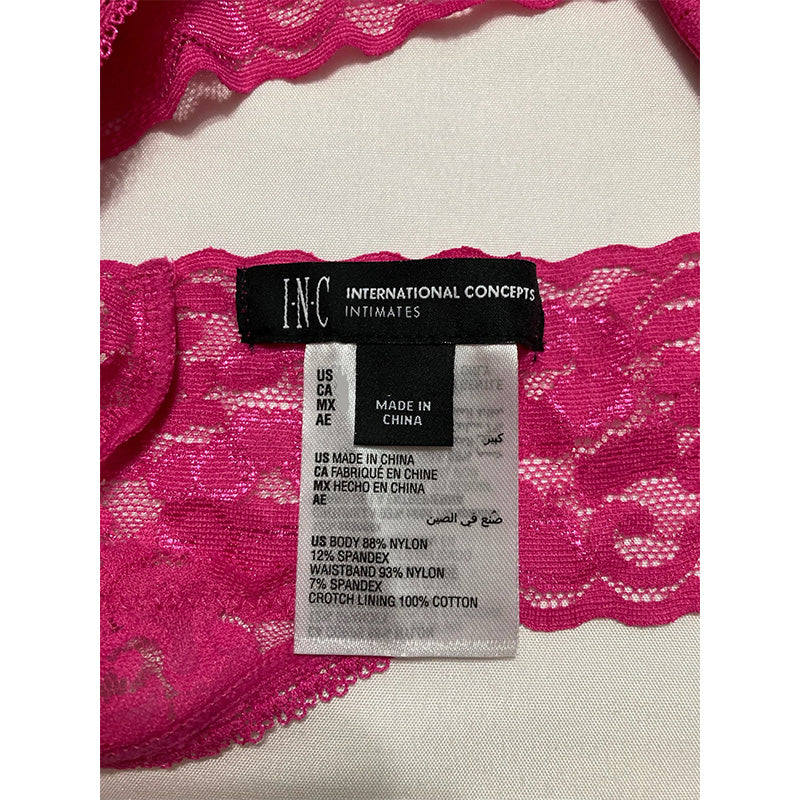 I·N·C INTERNATIONAL CONCEPTS
INTIMATES
US
CA
MX
AE
MADE IN
CHINA
كبير
US MADE IN CHINA
CA FABRIQUÉ EN CHINE
MX HECHO EN CHINA
AE
صنع في الصين
US BODY 88% NYLON
12% SPANDEX
WAISTBAND 93% NYLON
7% SPANDEX
CROTCH LINING 100% COTTON